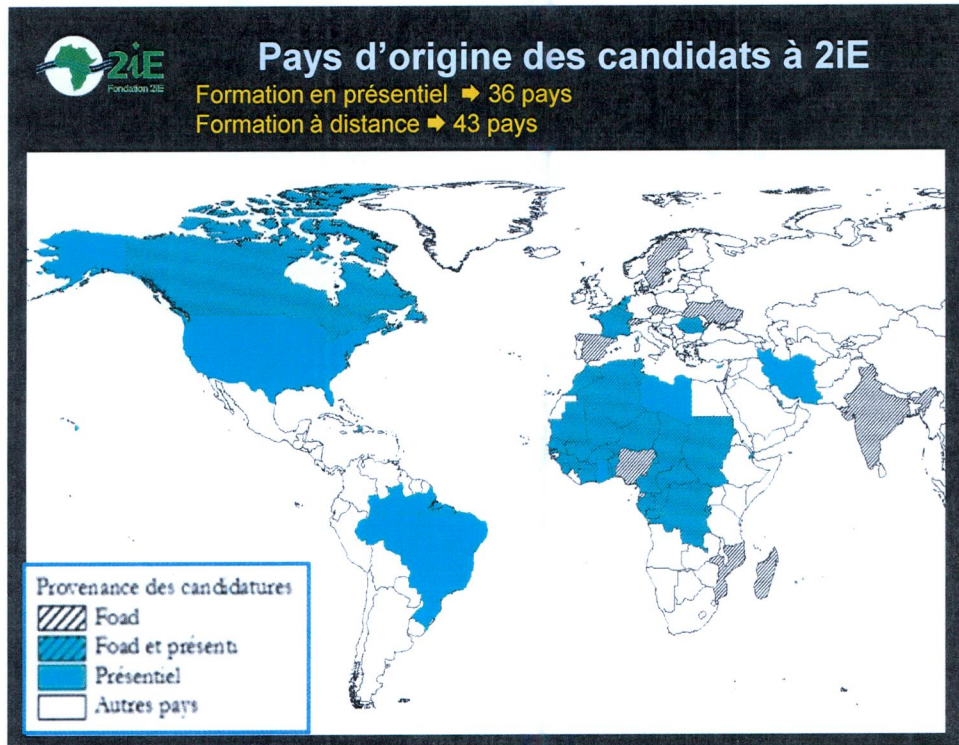 2iE
Fondation 2iE
Pays d'origine des candidats à 2iE
Formation en présentiel ➡ 36 pays
Formation à distance ➡ 43 pays
Provenance des candidatures
Foad
Foad et présenti
Présentiel
Autres pays